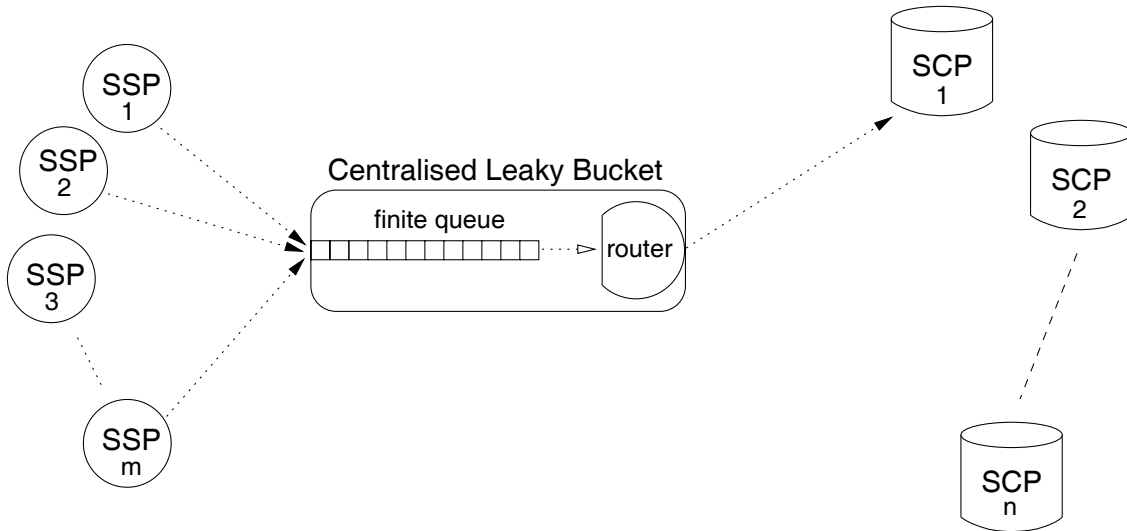 SSP
1
SSP
2
SSP
3
SSP
m
Centralised Leaky Bucket
finite queue
router
SCP
1
SCP
2
SCP
n